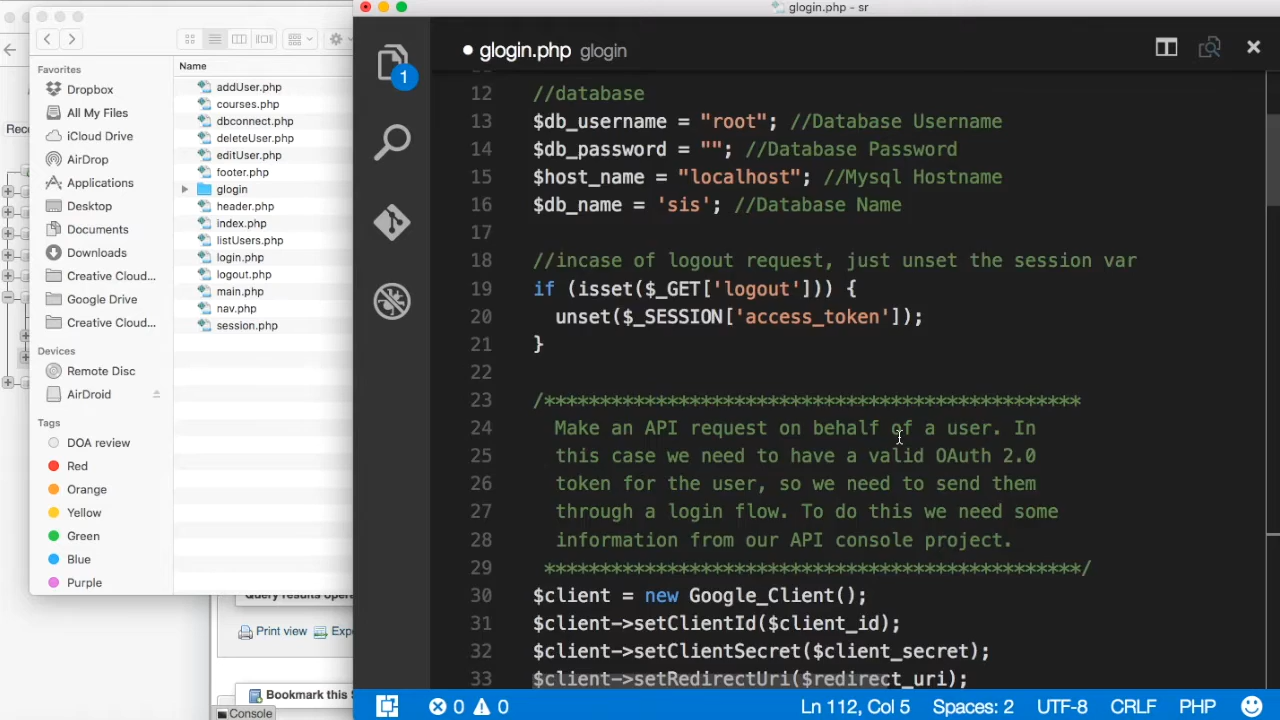 glogin.php - sr
Favorites
Dropbox
All My Files
iCloud Drive
AirDrop
Applications
Desktop
Documents
Downloads
Creative Cloud...
Google Drive
Creative Cloud...
Devices
Remote Disc
AirDroid
Tags
DOA review
Red
Orange
Yellow
Green
Blue
Purple
Name
addUser.php
courses.php
dbconnect.php
deleteUser.php
editUser.php
footer.php
glogin
header.php
index.php
listUsers.php
login.php
logout.php
main.php
nav.php
session.php
Print view
Bookmark this S
Console
1
glogin.php glogin
12 //database
13 $db_username = "root"; //Database Username
14 $db_password = ""; //Database Password
15 $host_name = "localhost"; //Mysql Hostname
16 $db_name = 'sis'; //Database Name
17
18 //incase of logout request, just unset the session var
19 if (isset($_GET['logout'])) {
20 unset($_SESSION['access_token']);
21 }
22
23 /************************************************
24 Make an API request on behalf of a user. In
25 this case we need to have a valid OAuth 2.0
26 token for the user, so we need to send them
27 through a login flow. To do this we need some
28 information from our API console project.
29 ************************************************/
30 $client = new Google_Client();
31 $client->setClientId($client_id);
32 $client->setClientSecret($client_secret);
33 $client->setRedirectUri($redirect_uri);
0 0 Ln 112, Col 5 Spaces: 2 UTF-8 CRLF PHP